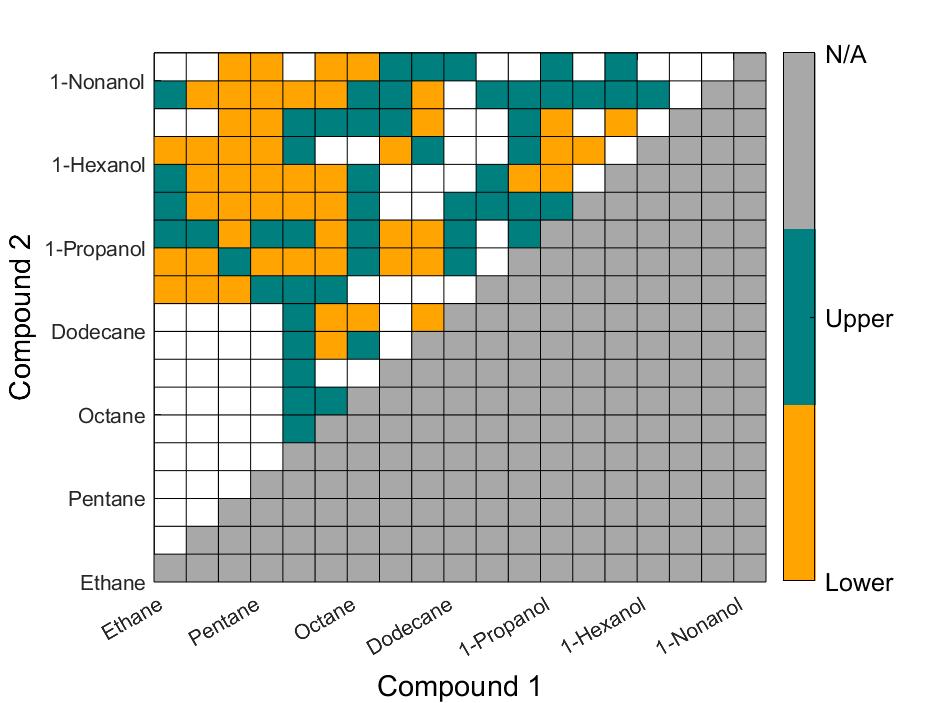 N/A
1-Nonanol
1-Hexanol
1-Propanol
Dodecane
Octane
Pentane
Ethane
Compound 2
Upper
Lower
Ethane
Pentane
Octane
Dodecane
1-Propanol
1-Hexanol
1-Nonanol
Compound 1